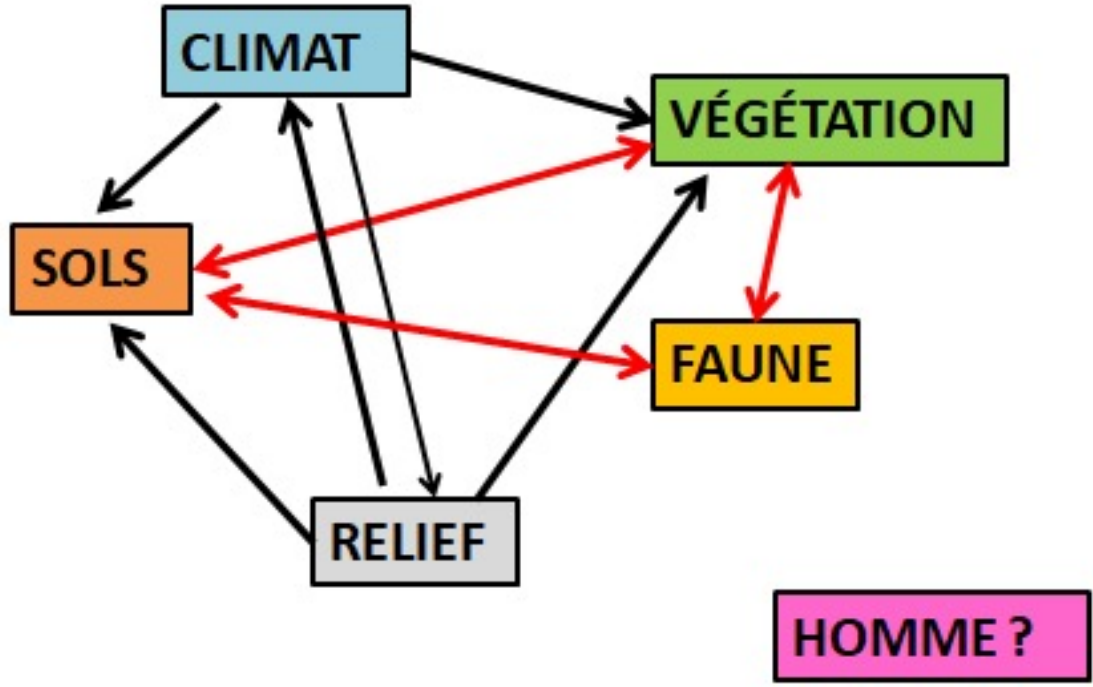 CLIMAT
VÉGÉTATION
SOLS
FAUNE
RELIEF
HOMME ?